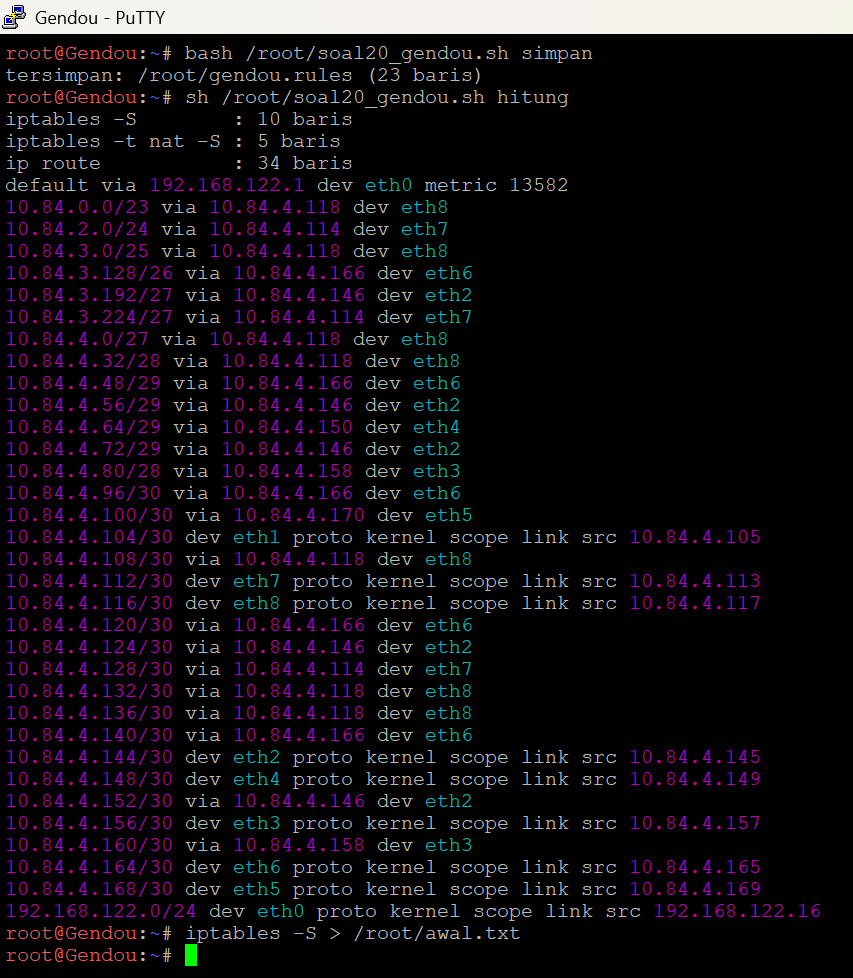 Gendou - PuTTY
root@Gendou:~# bash /root/soal20_gendou.sh simpan
tersimpan: /root/gendou.rules (23 baris)
root@Gendou:~# sh /root/soal20_gendou.sh hitung
iptables -S        : 10 baris
iptables -t nat -S : 5 baris
ip route           : 34 baris
default via 192.168.122.1 dev eth0 metric 13582
10.84.0.0/23 via 10.84.4.118 dev eth8
10.84.2.0/24 via 10.84.4.114 dev eth7
10.84.3.0/25 via 10.84.4.118 dev eth8
10.84.3.128/26 via 10.84.4.166 dev eth6
10.84.3.192/27 via 10.84.4.146 dev eth2
10.84.3.224/27 via 10.84.4.114 dev eth7
10.84.4.0/27 via 10.84.4.118 dev eth8
10.84.4.32/28 via 10.84.4.118 dev eth8
10.84.4.48/29 via 10.84.4.166 dev eth6
10.84.4.56/29 via 10.84.4.146 dev eth2
10.84.4.64/29 via 10.84.4.150 dev eth4
10.84.4.72/29 via 10.84.4.146 dev eth2
10.84.4.80/28 via 10.84.4.158 dev eth3
10.84.4.96/30 via 10.84.4.166 dev eth6
10.84.4.100/30 via 10.84.4.170 dev eth5
10.84.4.104/30 dev eth1 proto kernel scope link src 10.84.4.105
10.84.4.108/30 via 10.84.4.118 dev eth8
10.84.4.112/30 dev eth7 proto kernel scope link src 10.84.4.113
10.84.4.116/30 dev eth8 proto kernel scope link src 10.84.4.117
10.84.4.120/30 via 10.84.4.166 dev eth6
10.84.4.124/30 via 10.84.4.146 dev eth2
10.84.4.128/30 via 10.84.4.114 dev eth7
10.84.4.132/30 via 10.84.4.118 dev eth8
10.84.4.136/30 via 10.84.4.118 dev eth8
10.84.4.140/30 via 10.84.4.166 dev eth6
10.84.4.144/30 dev eth2 proto kernel scope link src 10.84.4.145
10.84.4.148/30 dev eth4 proto kernel scope link src 10.84.4.149
10.84.4.152/30 via 10.84.4.146 dev eth2
10.84.4.156/30 dev eth3 proto kernel scope link src 10.84.4.157
10.84.4.160/30 via 10.84.4.158 dev eth3
10.84.4.164/30 dev eth6 proto kernel scope link src 10.84.4.165
10.84.4.168/30 dev eth5 proto kernel scope link src 10.84.4.169
192.168.122.0/24 dev eth0 proto kernel scope link src 192.168.122.16
root@Gendou:~# iptables -S > /root/awal.txt
root@Gendou:~#